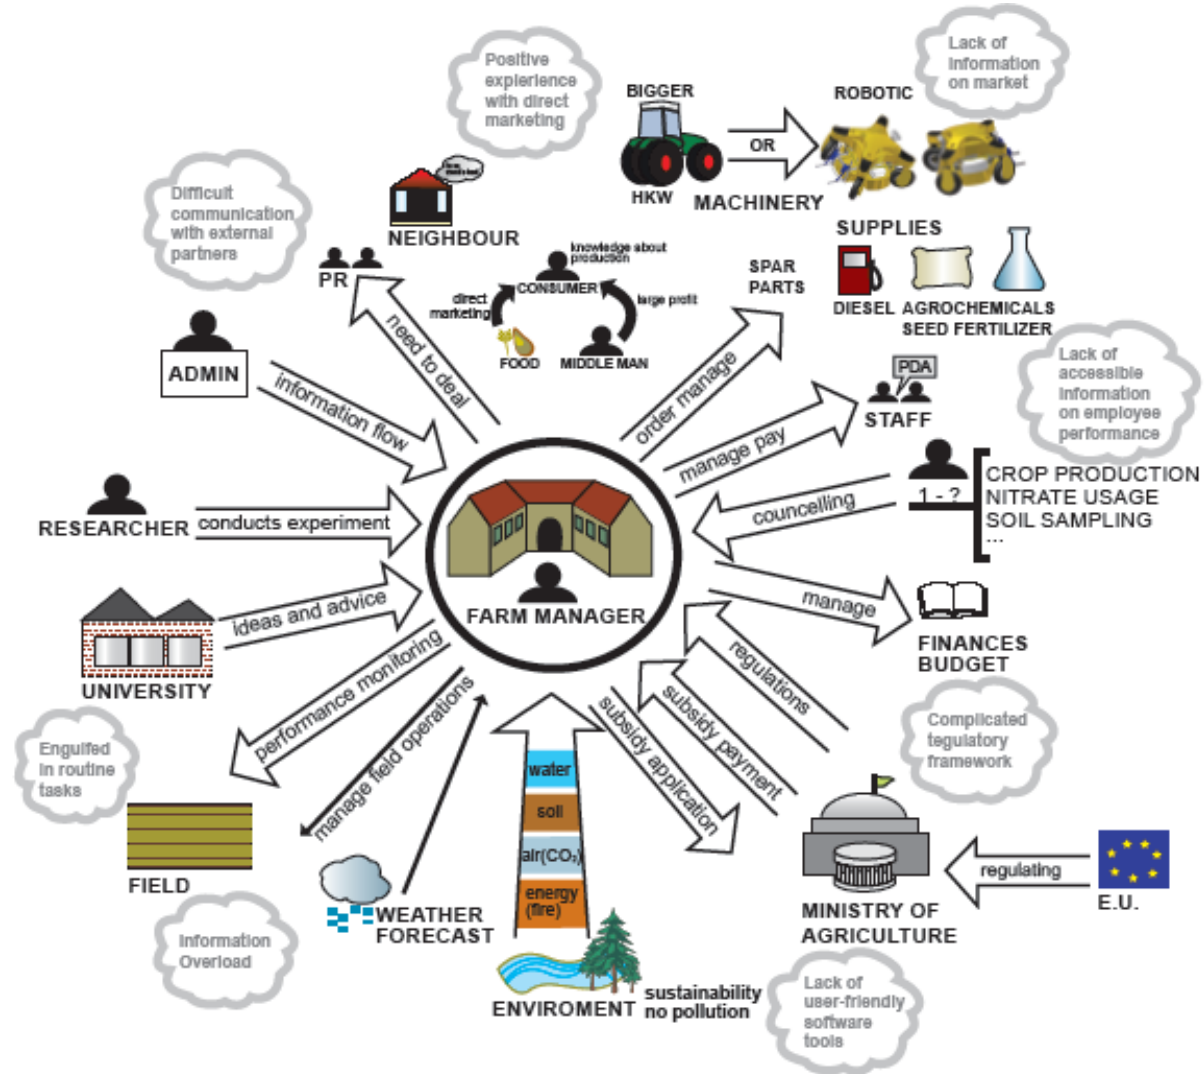 Positive
explerience
with direct
marketing
Lack of
information
on market
BIGGER
HKW
OR
MACHINERY
ROBOTIC
Difficult
communication
with external
partners
NEIGHBOUR
PR
knowledge about
production
CONSUMER
direct
marketing
large profit
FOOD
MIDDLE MAN
SPAR
PARTS
SUPPLIES
DIESEL
AGROCHEMICALS
SEED FERTILIZER
ADMIN
information flow
need to deal
order manage
manage pay
PDA
STAFF
Lack of
accessible
information
on employee
performance
RESEARCHER
conducts experiment
councelling
1 - ?
CROP PRODUCTION
NITRATE USAGE
SOIL SAMPLING
...
FARM MANAGER
UNIVERSITY
ideas and advice
manage
FINANCES
BUDGET
performance monitoring
manage field operations
regulations
subsidy payment
subsidy application
Engulfed
in routine
tasks
Complicated
tegulatory
framework
FIELD
Information
Overload
WEATHER
FORECAST
water
soil
air(CO₂)
energy
(fire)
ENVIROMENT
sustainability
no pollution
MINISTRY OF
AGRICULTURE
regulating
E.U.
Lack of
user-friendly
software
tools